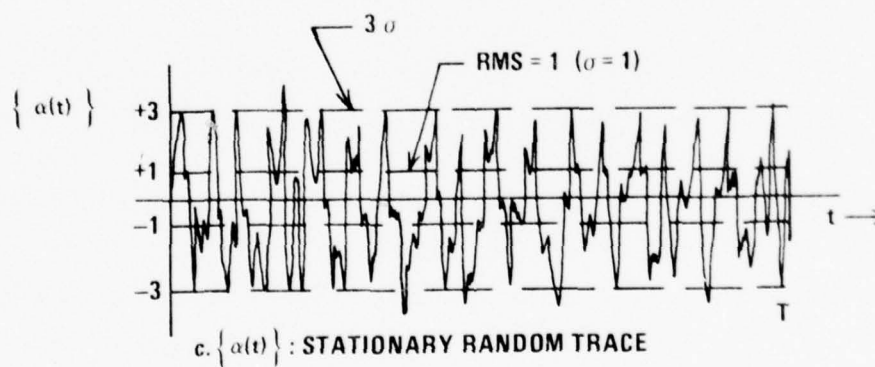 3 σ
RMS = 1 (σ = 1)
{ α(t) }
+3
+1
−1
−3
t →
T
c. {α(t)} : STATIONARY RANDOM TRACE